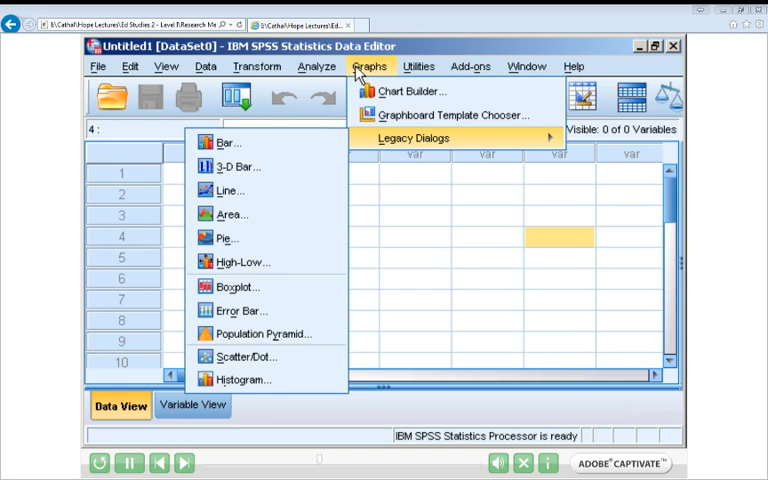 E:\Cathal\Hope Lectures\Ed Studies 2 - Level I\Research Me
E:\Cathal\Hope Lectures\Ed...
Untitled1 [DataSet0] - IBM SPSS Statistics Data Editor
File Edit View Data Transform Analyze Graphs Utilities Add-ons Window Help
Chart Builder...
Graphboard Template Chooser...
Legacy Dialogs
4 :
Visible: 0 of 0 Variables
var var var var
Bar...
3-D Bar...
Line...
Area...
Pie...
High-Low...
Boxplot...
Error Bar...
Population Pyramid...
Scatter/Dot...
Histogram...
1
2
3
4
5
6
7
8
9
10
Data View Variable View
IBM SPSS Statistics Processor is ready
ADOBE® CAPTIVATE™